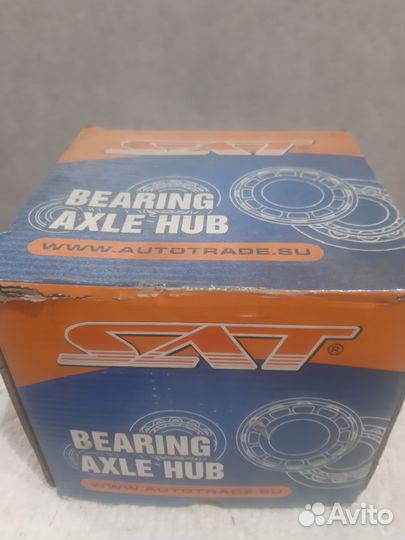 SAT
BEARING
AXLE HUB
WWW.AUTOTRADE.SU
SAT®
BEARING
AXLE HUB
WWW.AUTOTRADE.SU
Avito